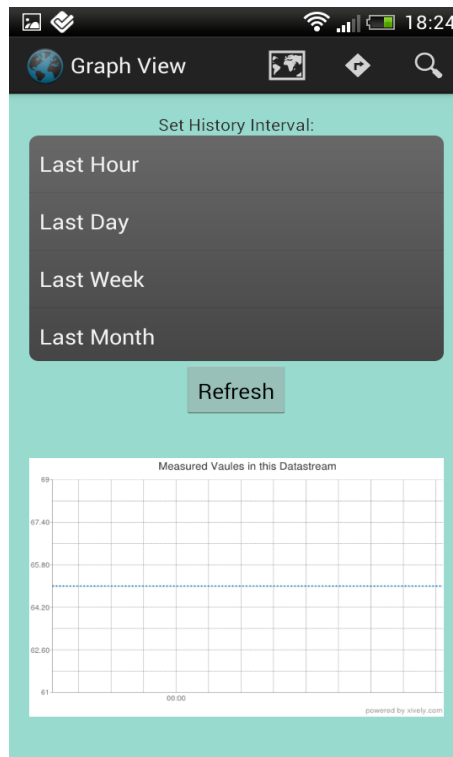 18:24
Graph View
Set History Interval:
Last Hour
Last Day
Last Week
Last Month
Refresh
Measured Vaules in this Datastream
69
67.40
65.80
64.20
62.60
61
00:00
powered by xively.com